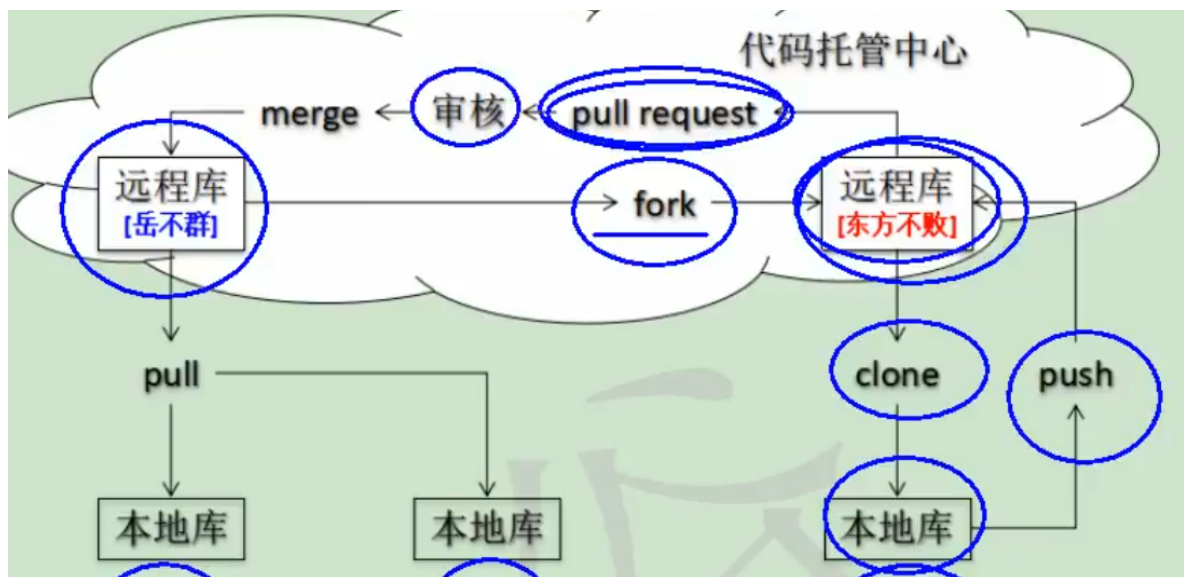 代码托管中心
merge
审核
pull request
远程库
[岳不群]
fork
远程库
[东方不败]
pull
clone
push
本地库
本地库
本地库